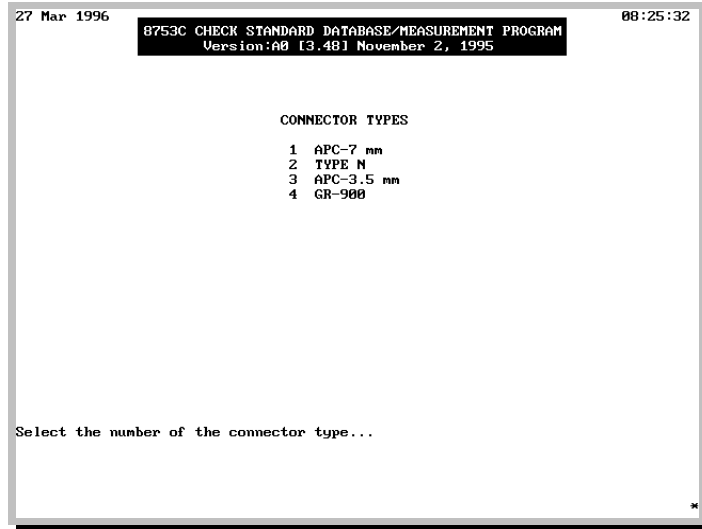 27 Mar 1996 08:25:32
8753C CHECK STANDARD DATABASE/MEASUREMENT PROGRAM
Version:A0 [3.48] November 2, 1995
CONNECTOR TYPES
1 APC-7 mm
2 TYPE N
3 APC-3.5 mm
4 GR-900
Select the number of the connector type...
*